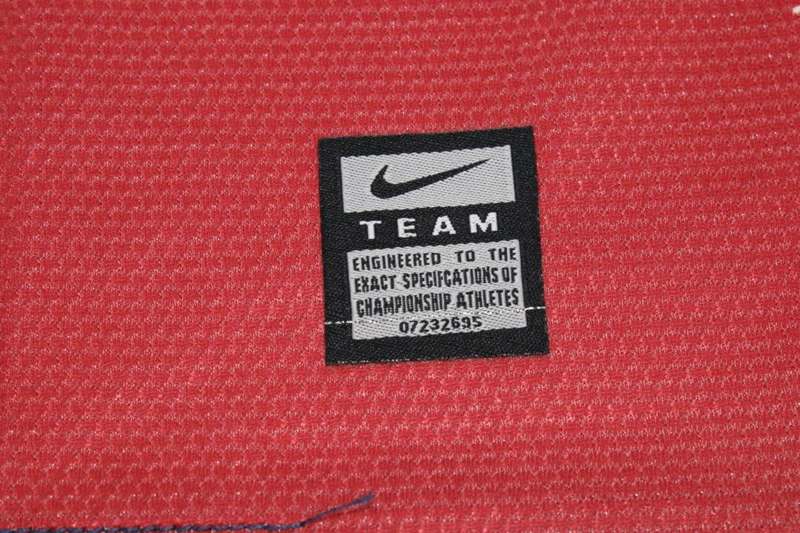 TEAM
ENGINEERED TO THE
EXACT SPECIFCATIONS OF
CHAMPIONSHIP ATHLETES
07232695